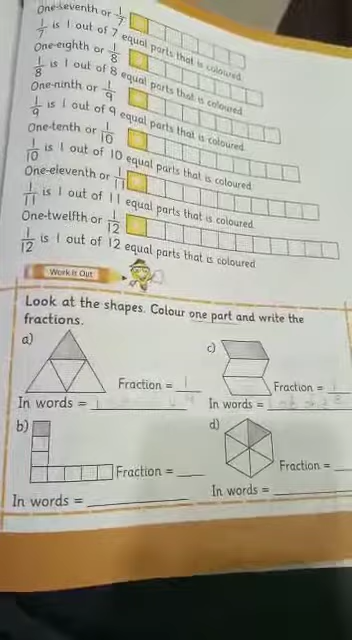 One-seventh or 1/7
1/7 is 1 out of 7 equal parts that is coloured
One-eighth or 1/8
1/8 is 1 out of 8 equal parts that is coloured
One-ninth or 1/9
1/9 is 1 out of 9 equal parts that is coloured
One-tenth or 1/10
1/10 is 1 out of 10 equal parts that is coloured
One-eleventh or 1/11
1/11 is 1 out of 11 equal parts that is coloured
One-twelfth or 1/12
1/12 is 1 out of 12 equal parts that is coloured
Work It Out
Look at the shapes. Colour one part and write the
fractions.
a)
Fraction = 1
In words =
c)
Fraction = 1
In words =
b)
Fraction =
In words =
d)
Fraction =
In words =